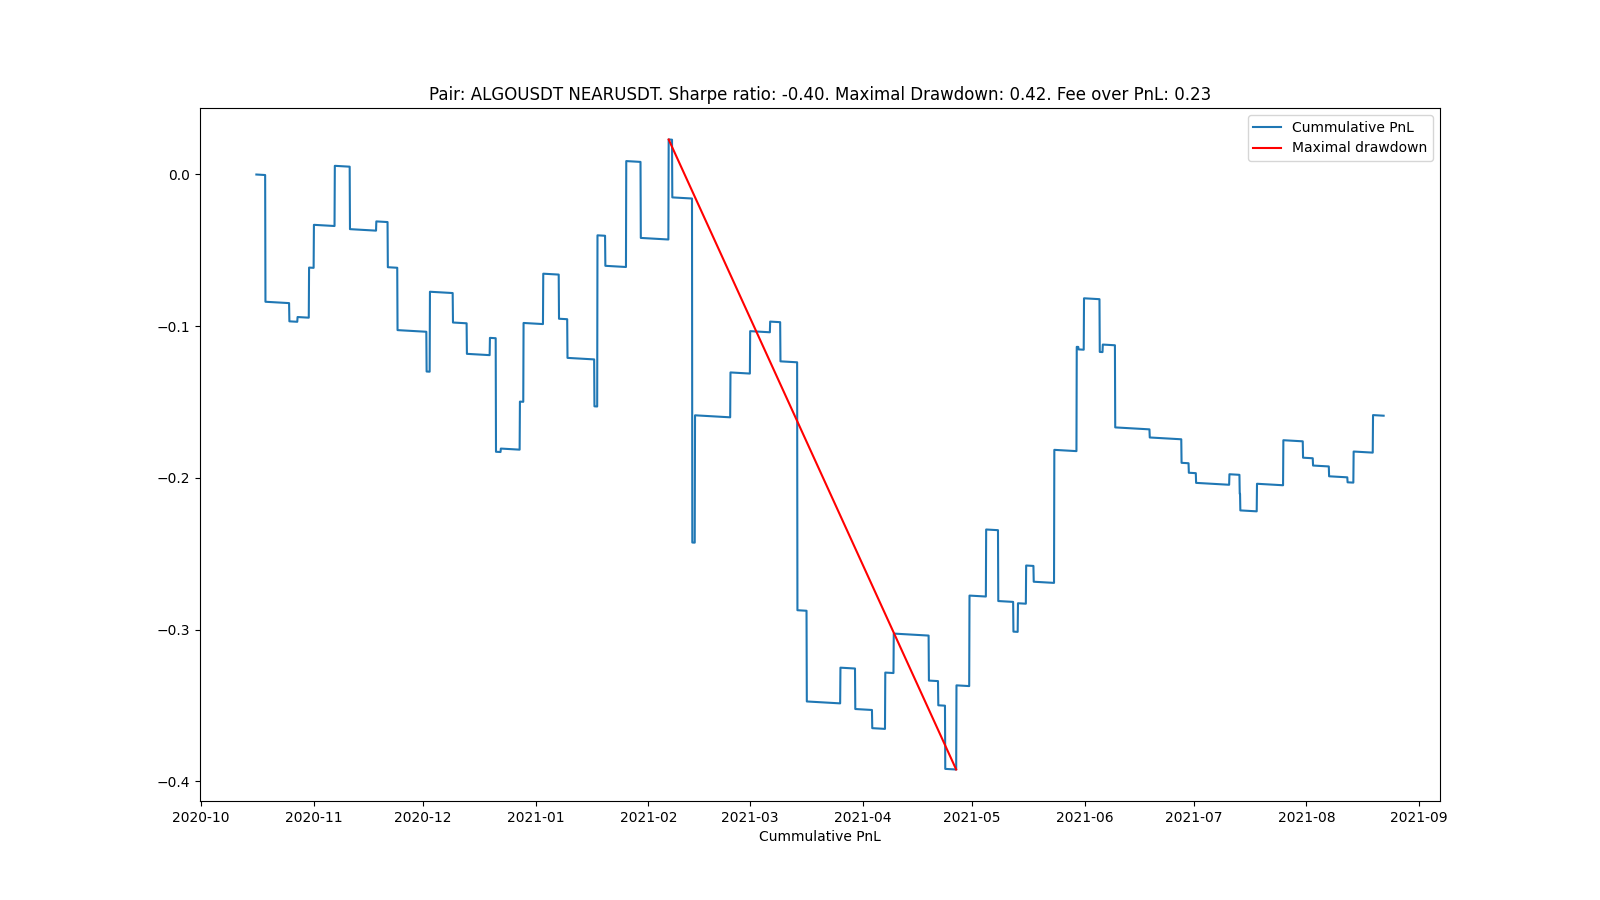 Pair: ALGOUSDT NEARUSDT. Sharpe ratio: -0.40. Maximal Drawdown: 0.42. Fee over PnL: 0.23
Cummulative PnL
Maximal drawdown
0.0
−0.1
−0.2
−0.3
−0.4
2020-10 2020-11 2020-12 2021-01 2021-02 2021-03 2021-04 2021-05 2021-06 2021-07 2021-08 2021-09
Cummulative PnL